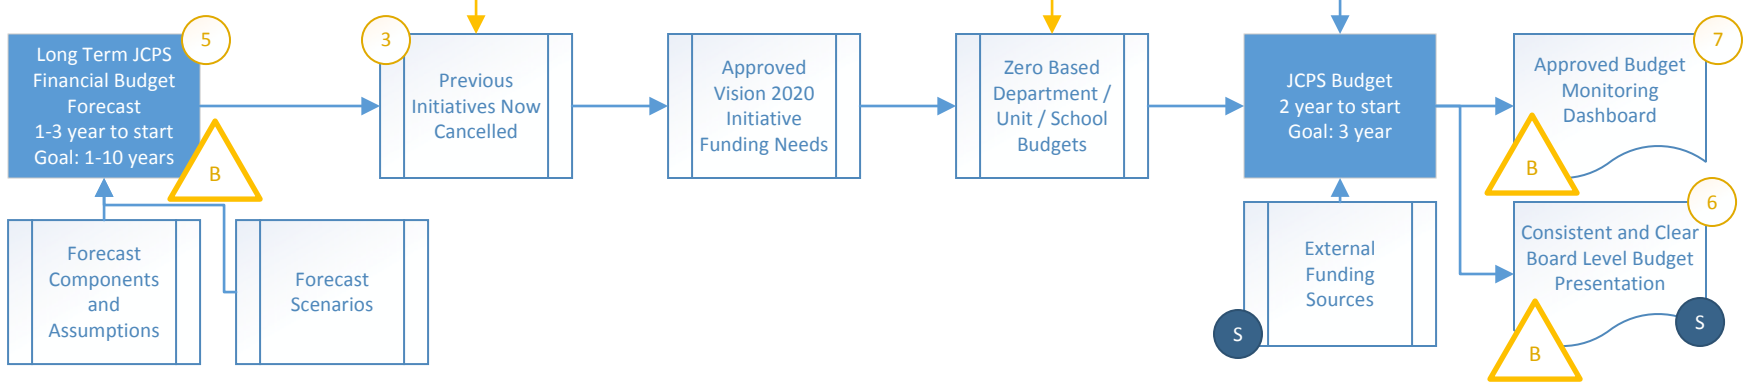 Long Term JCPS
Financial Budget
Forecast
1-3 year to start
Goal: 1-10 years
5
B
3
Previous
Initiatives Now
Cancelled
Approved
Vision 2020
Initiative
Funding Needs
Zero Based
Department /
Unit / School
Budgets
JCPS Budget
2 year to start
Goal: 3 year
7
Approved Budget
Monitoring
Dashboard
B
Forecast
Components
and
Assumptions
Forecast
Scenarios
External
Funding
Sources
S
6
Consistent and Clear
Board Level Budget
Presentation
B
S